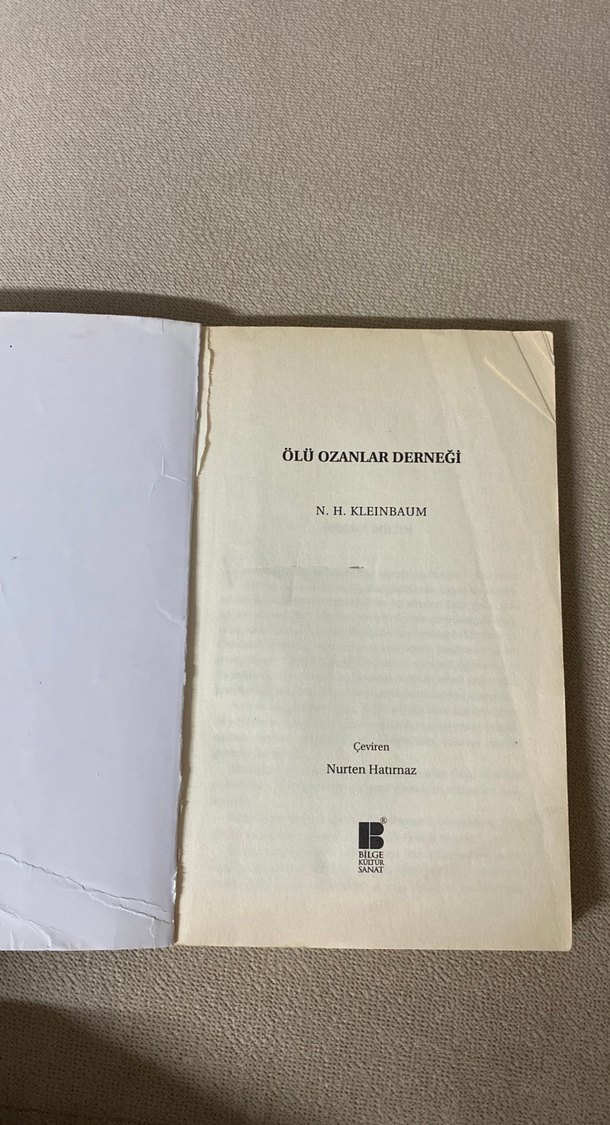 ÖLÜ OZANLAR DERNEĞİ
N. H. KLEINBAUM
Çeviren
Nurten Hatırnaz
®
BİLGE
KÜLTÜR
SANAT